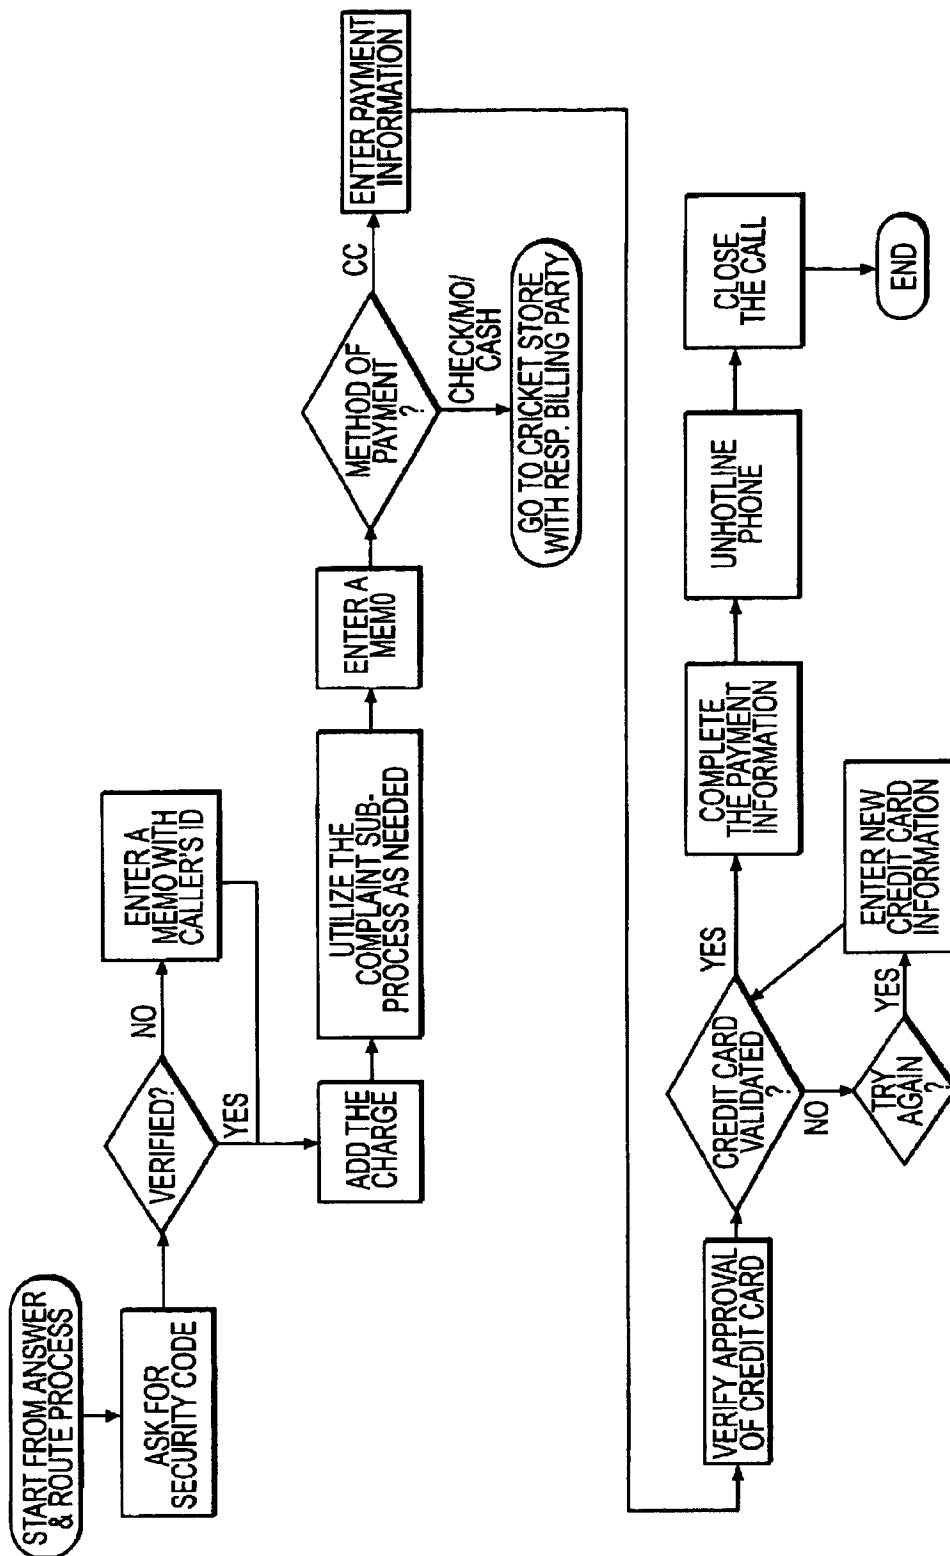 START FROM ANSWER
& ROUTE PROCESS
ASK FOR
SECURITY CODE
VERIFIED?
NO
YES
ENTER A
MEMO WITH
CALLER'S ID
ADD THE
CHARGE
UTILIZE THE
COMPLAINT SUB-
PROCESS AS NEEDED
ENTER A
MEMO
METHOD OF
PAYMENT
?
CC
CHECK/MO/
CASH
GO TO CRICKET STORE
WITH RESP. BILLING PARTY
ENTER PAYMENT
INFORMATION
VERIFY APPROVAL
OF CREDIT CARD
CREDIT CARD
VALIDATED
?
YES
NO
TRY
AGAIN
?
YES
ENTER NEW
CREDIT CARD
INFORMATION
COMPLETE
THE PAYMENT
INFORMATION
UNHOTLINE
PHONE
CLOSE
THE CALL
END